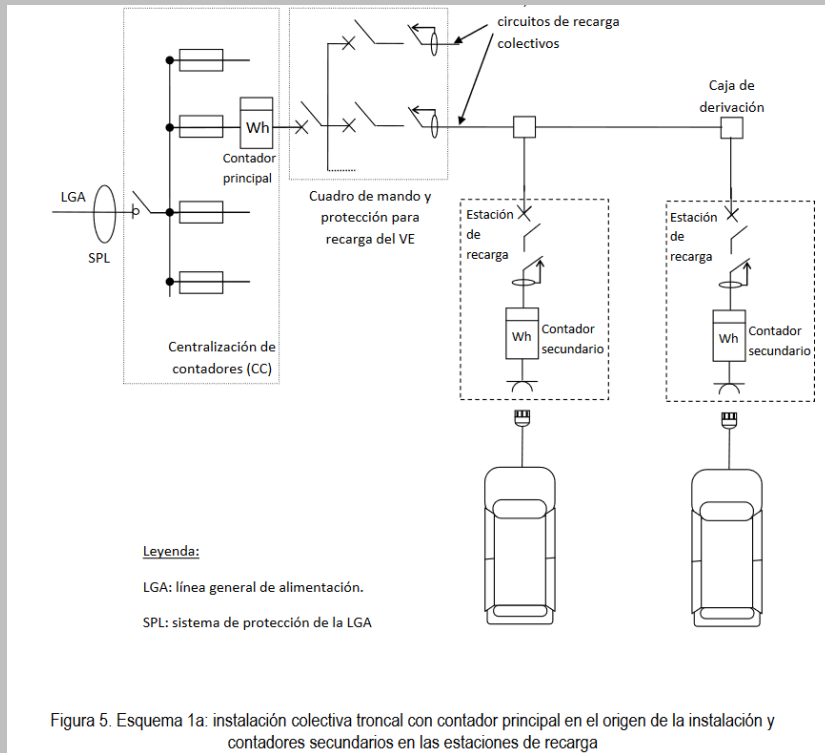 circuitos de recarga
colectivos
Caja de
derivación
Wh
Contador
principal
LGA
SPL
Cuadro de mando y
protección para
recarga del VE
Estación
de
recarga
Estación
de
recarga
Wh
Contador
secundario
Wh
Contador
secundario
Centralización de
contadores (CC)
Leyenda:
LGA: línea general de alimentación.
SPL: sistema de protección de la LGA
Figura 5. Esquema 1a: instalación colectiva troncal con contador principal en el origen de la instalación y
contadores secundarios en las estaciones de recarga